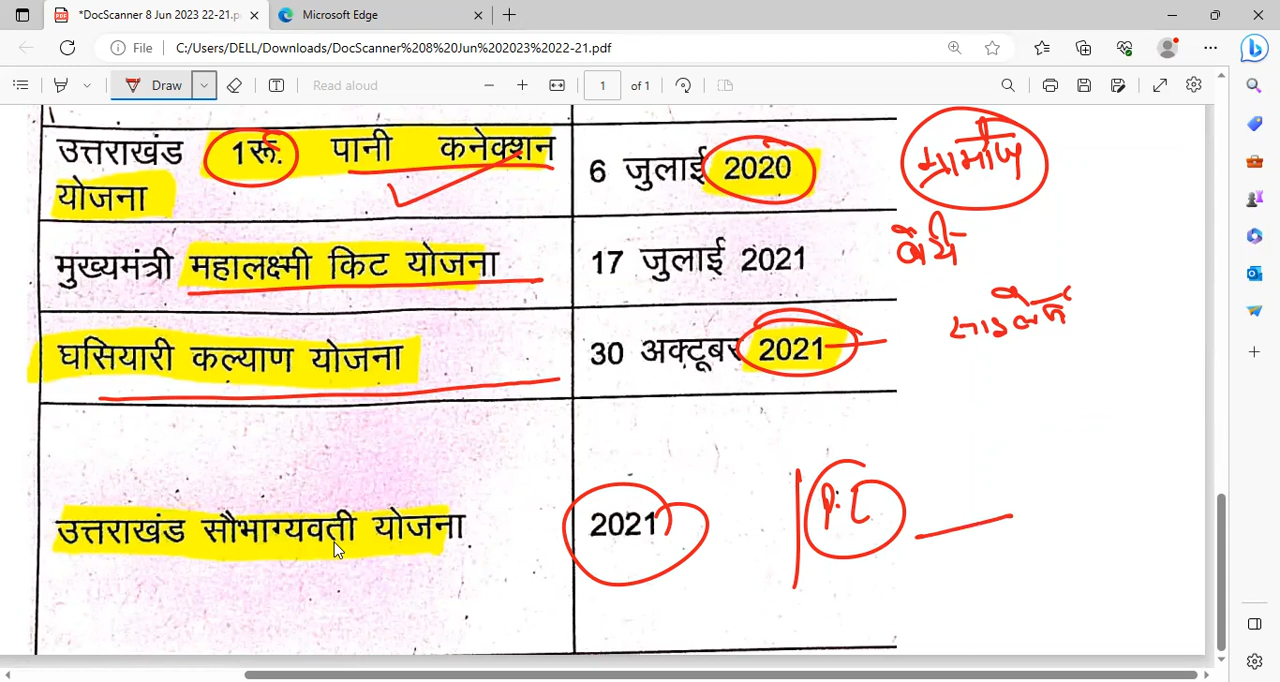 *DocScanner 8 Jun 2023 22-21.p
Microsoft Edge
File
C:/Users/DELL/Downloads/DocScanner%208%20Jun%202023%2022-21.pdf
Draw
Read aloud
1 of 1
उत्तराखंड 1रू. पानी कनेक्शन
योजना
6 जुलाई 2020
मुख्यमंत्री महालक्ष्मी किट योजना
17 जुलाई 2021
घसियारी कल्याण योजना
30 अक्टूबर 2021
उत्तराखंड सौभाग्यवती योजना
2021